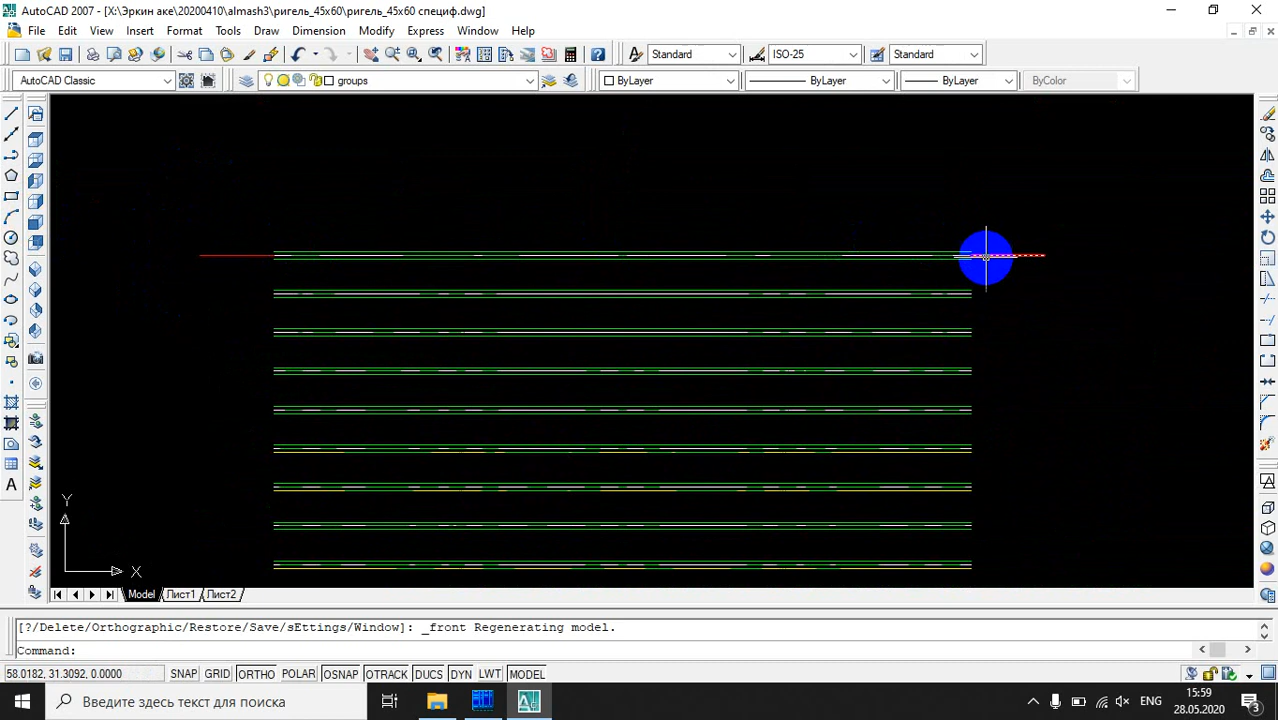 AutoCAD 2007 - [X:\Эркин аке\20200410\almash3\ригель_45x60\ригель_45x60 специф.dwg]
File Edit View Insert Format Tools Draw Dimension Modify Express Window Help
Standard ISO-25 Standard
AutoCAD Classic groups ByLayer ByLayer ByLayer ByColor
A
Y
X
Model Лист1 Лист2
[?/Delete/Orthographic/Restore/Save/sEttings/Window]: _front Regenerating model.
Command:
58.0182, 31.3092, 0.0000 SNAP GRID ORTHO POLAR OSNAP OTRACK DUCS DYN LWT MODEL
Введите здесь текст для поиска
ENG
15:59
28.05.2020
3